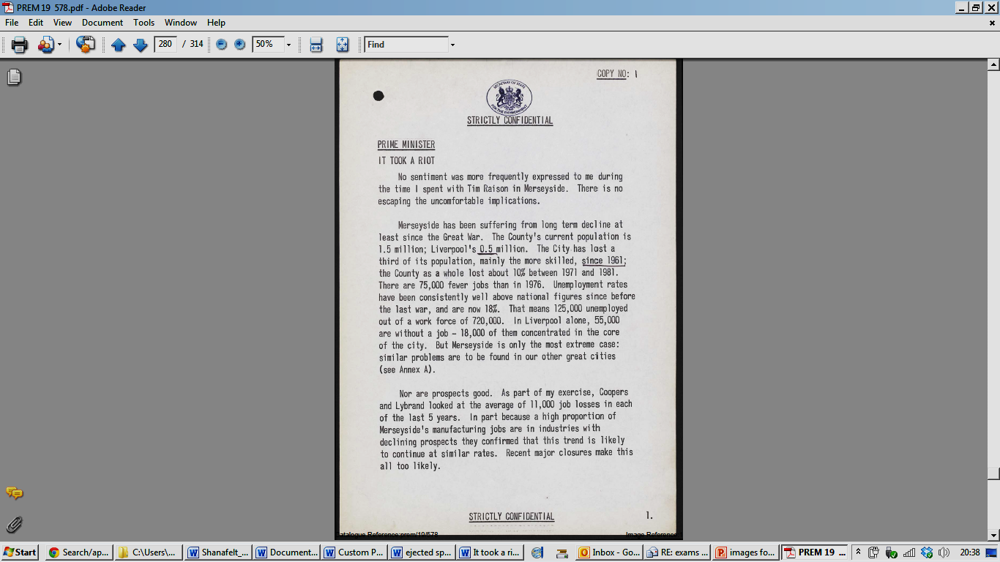 PREM 19 578.pdf - Adobe Reader
File Edit View Document Tools Window Help
280 / 314 50% Find
COPY NO: 1
SECRETARY OF STATE
FOR THE ENVIRONMENT
STRICTLY CONFIDENTIAL
PRIME MINISTER
IT TOOK A RIOT
No sentiment was more frequently expressed to me during
the time I spent with Tim Raison in Merseyside. There is no
escaping the uncomfortable implications.
Merseyside has been suffering from long term decline at
least since the Great War. The County's current population is
1.5 million; Liverpool's 0.5 million. The City has lost a
third of its population, mainly the more skilled, since 1961;
the County as a whole lost about 10% between 1971 and 1981.
There are 75,000 fewer jobs than in 1976. Unemployment rates
have been consistently well above national figures since before
the last war, and are now 18%. That means 125,000 unemployed
out of a work force of 720,000. In Liverpool alone, 55,000
are without a job - 18,000 of them concentrated in the core
of the city. But Merseyside is only the most extreme case:
similar problems are to be found in our other great cities
(see Annex A).
Nor are prospects good. As part of my exercise, Coopers
and Lybrand looked at the average of 11,000 job losses in each
of the last 5 years. In part because a high proportion of
Merseyside's manufacturing jobs are in industries with
declining prospects they confirmed that this trend is likely
to continue at similar rates. Recent major closures make this
all too likely.
STRICTLY CONFIDENTIAL 1.
atalogue Reference:prem/19/578 Image Reference
Start Search/ap... C:\Users\... Shanafelt_... Document... Custom P... ejected sp... It took a ri... Inbox - Go... RE: exams ... images fo... PREM 19 ... 20:38